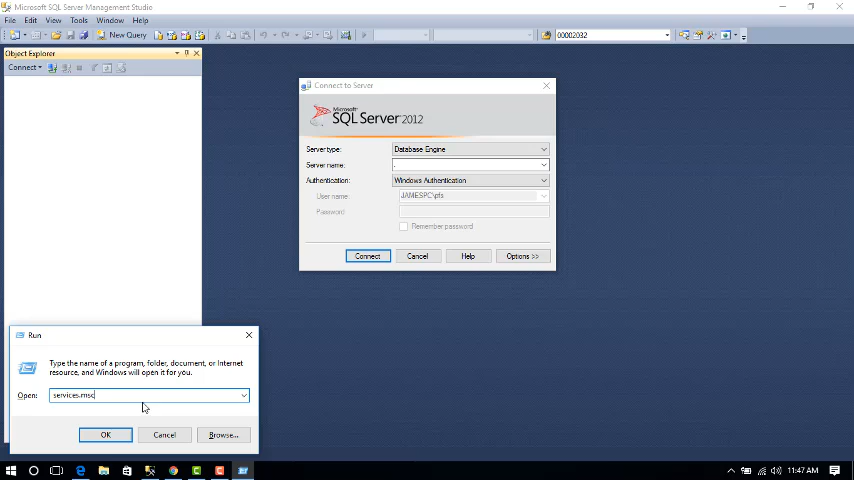 Microsoft SQL Server Management Studio
File Edit View Tools Window Help
New Query
00002032
Object Explorer
Connect
Connect to Server
Microsoft
SQL Server 2012
Server type: Database Engine
Server name: .
Authentication: Windows Authentication
User name: JAMESPC\pfs
Password
Remember password
Connect Cancel Help Options >>
Run
Type the name of a program, folder, document, or Internet
resource, and Windows will open it for you.
Open: services.msc
OK Cancel Browse...
11:47 AM